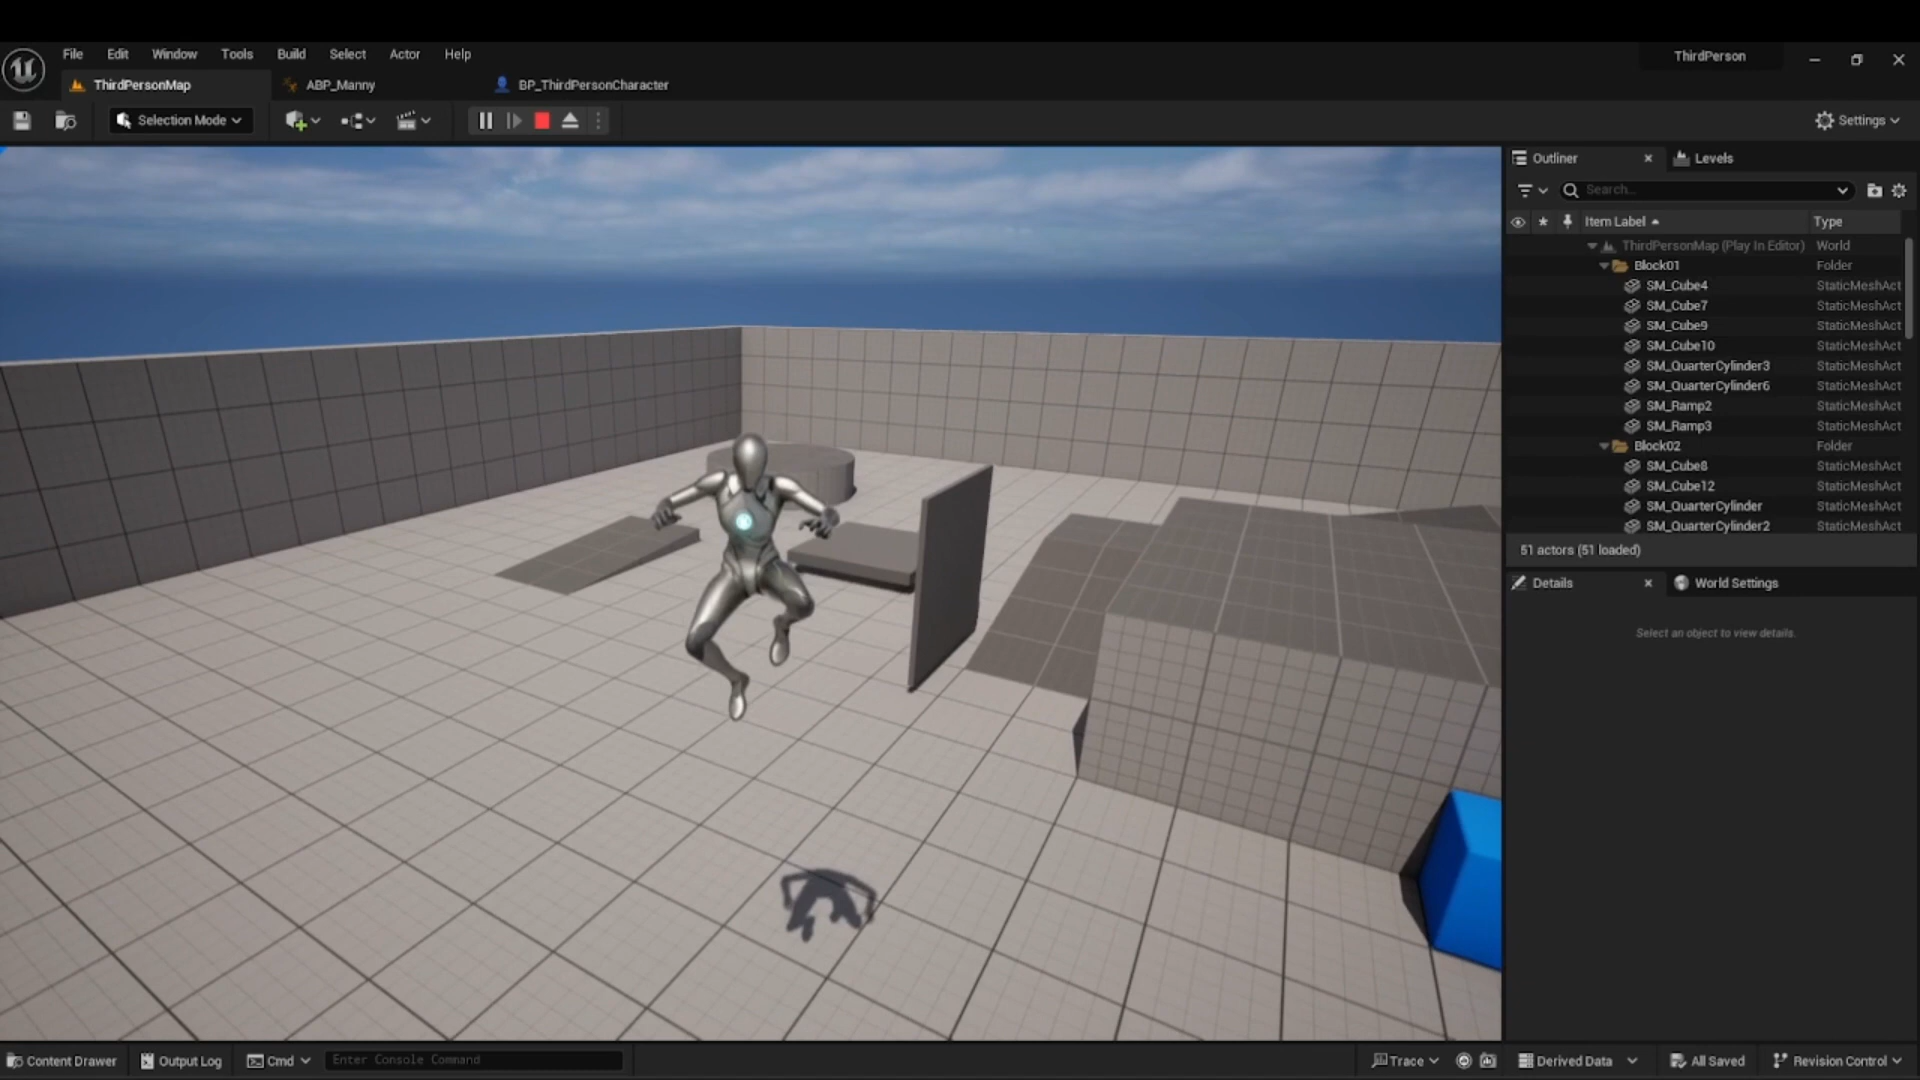 File Edit Window Tools Build Select Actor Help
ThirdPerson
ThirdPersonMap ABP_Manny BP_ThirdPersonCharacter
Selection Mode
Settings
Outliner Levels
Search...
Item Label Type
ThirdPersonMap (Play In Editor) World
Block01 Folder
SM_Cube4 StaticMeshAct
SM_Cube7 StaticMeshAct
SM_Cube9 StaticMeshAct
SM_Cube10 StaticMeshAct
SM_QuarterCylinder3 StaticMeshAct
SM_QuarterCylinder6 StaticMeshAct
SM_Ramp2 StaticMeshAct
SM_Ramp3 StaticMeshAct
Block02 Folder
SM_Cube8 StaticMeshAct
SM_Cube12 StaticMeshAct
SM_QuarterCylinder StaticMeshAct
SM_QuarterCylinder2 StaticMeshAct
51 actors (51 loaded)
Details World Settings
Select an object to view details.
Content Drawer Output Log Cmd Enter Console Command Trace Derived Data All Saved Revision Control